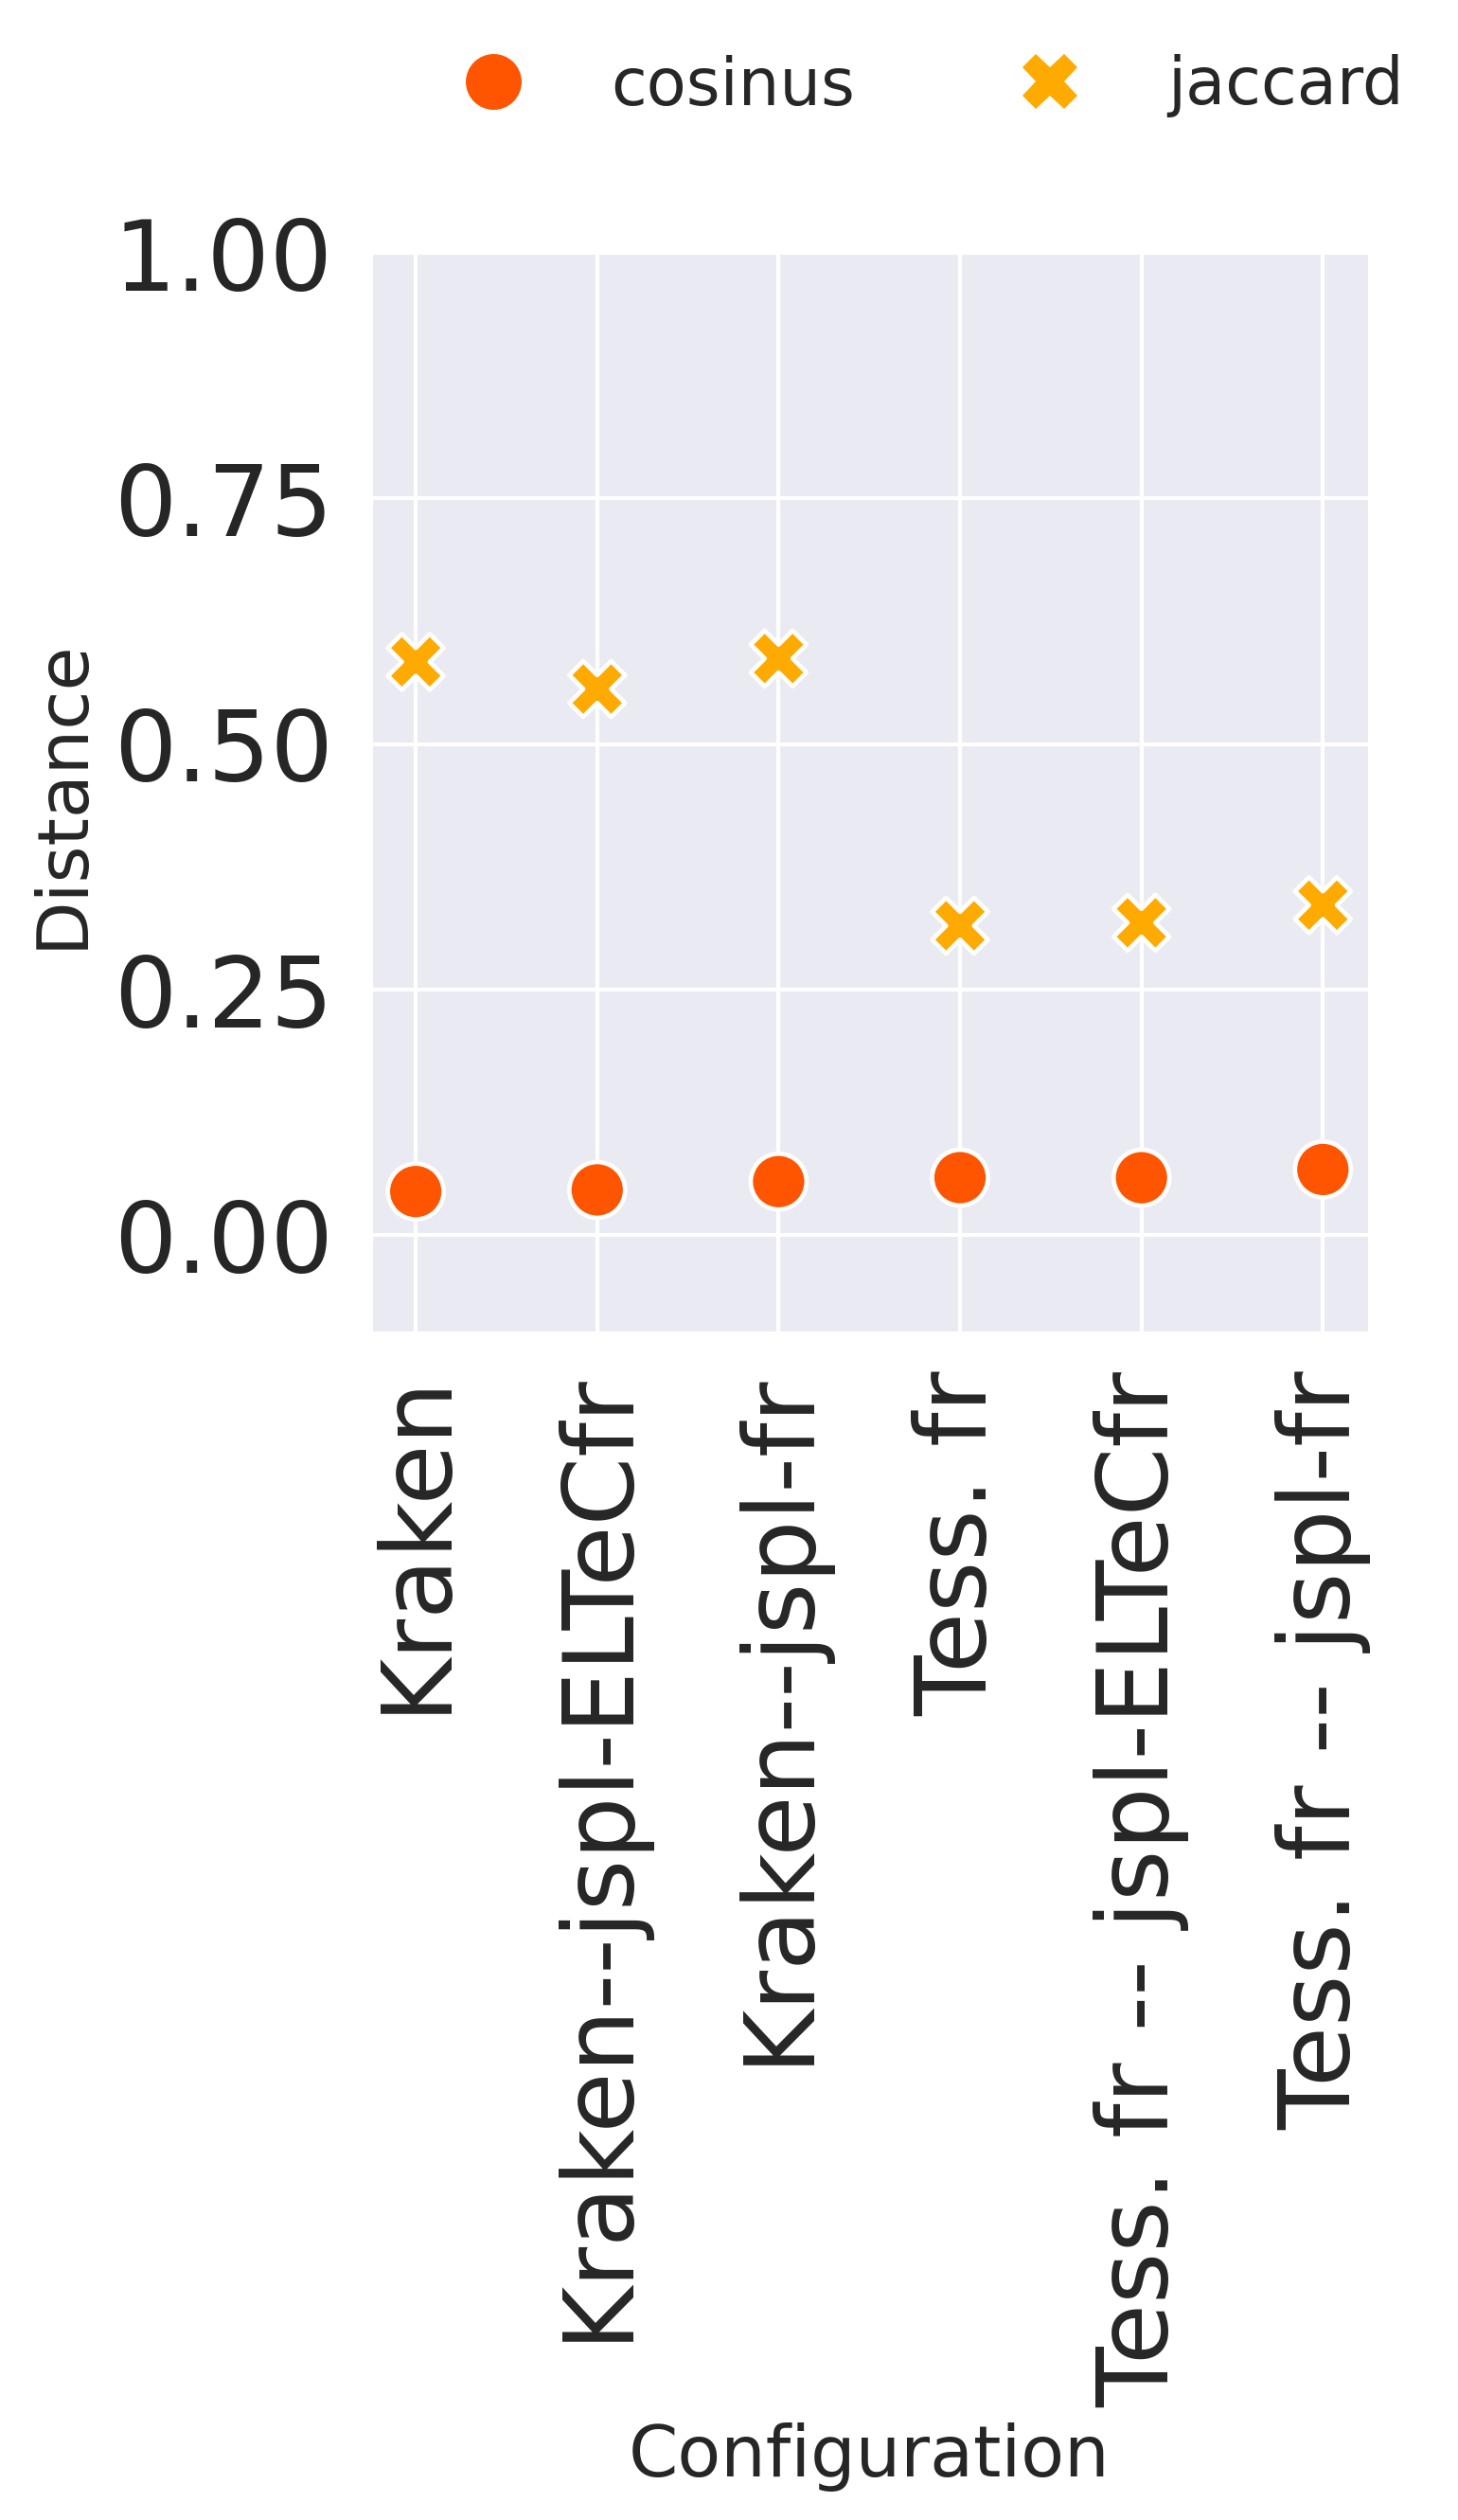 cosinus jaccard
1.00
0.75
0.50
0.25
0.00
Distance
Kraken
Kraken--jspl-ELTeCfr
Kraken--jspl-fr
Tess. fr
Tess. fr -- jspl-ELTeCfr
Tess. fr -- jspl-fr
Configuration